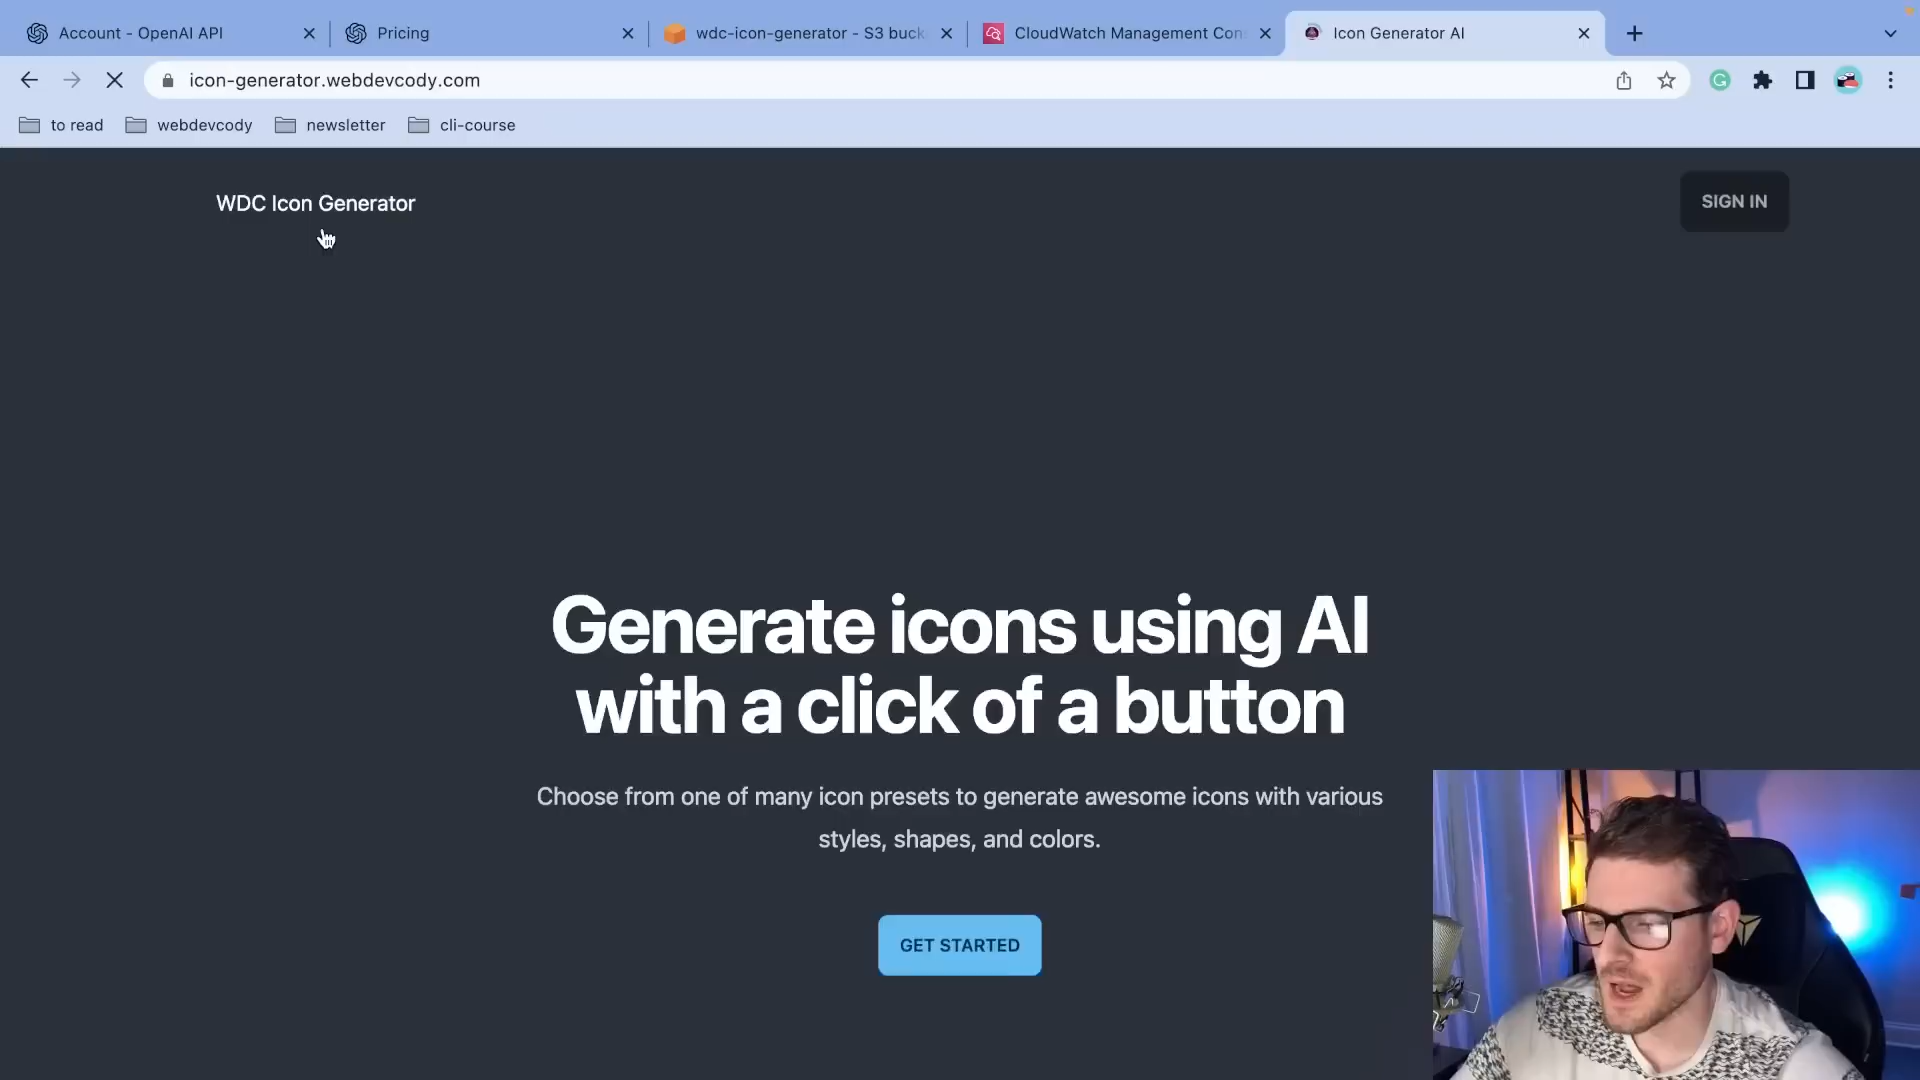 Account - OpenAI API
Pricing
wdc-icon-generator - S3 buck
CloudWatch Management Con
Icon Generator AI
icon-generator.webdevcody.com
to read
webdevcody
newsletter
cli-course
WDC Icon Generator
SIGN IN
Generate icons using AI
with a click of a button
Choose from one of many icon presets to generate awesome icons with various
styles, shapes, and colors.
GET STARTED